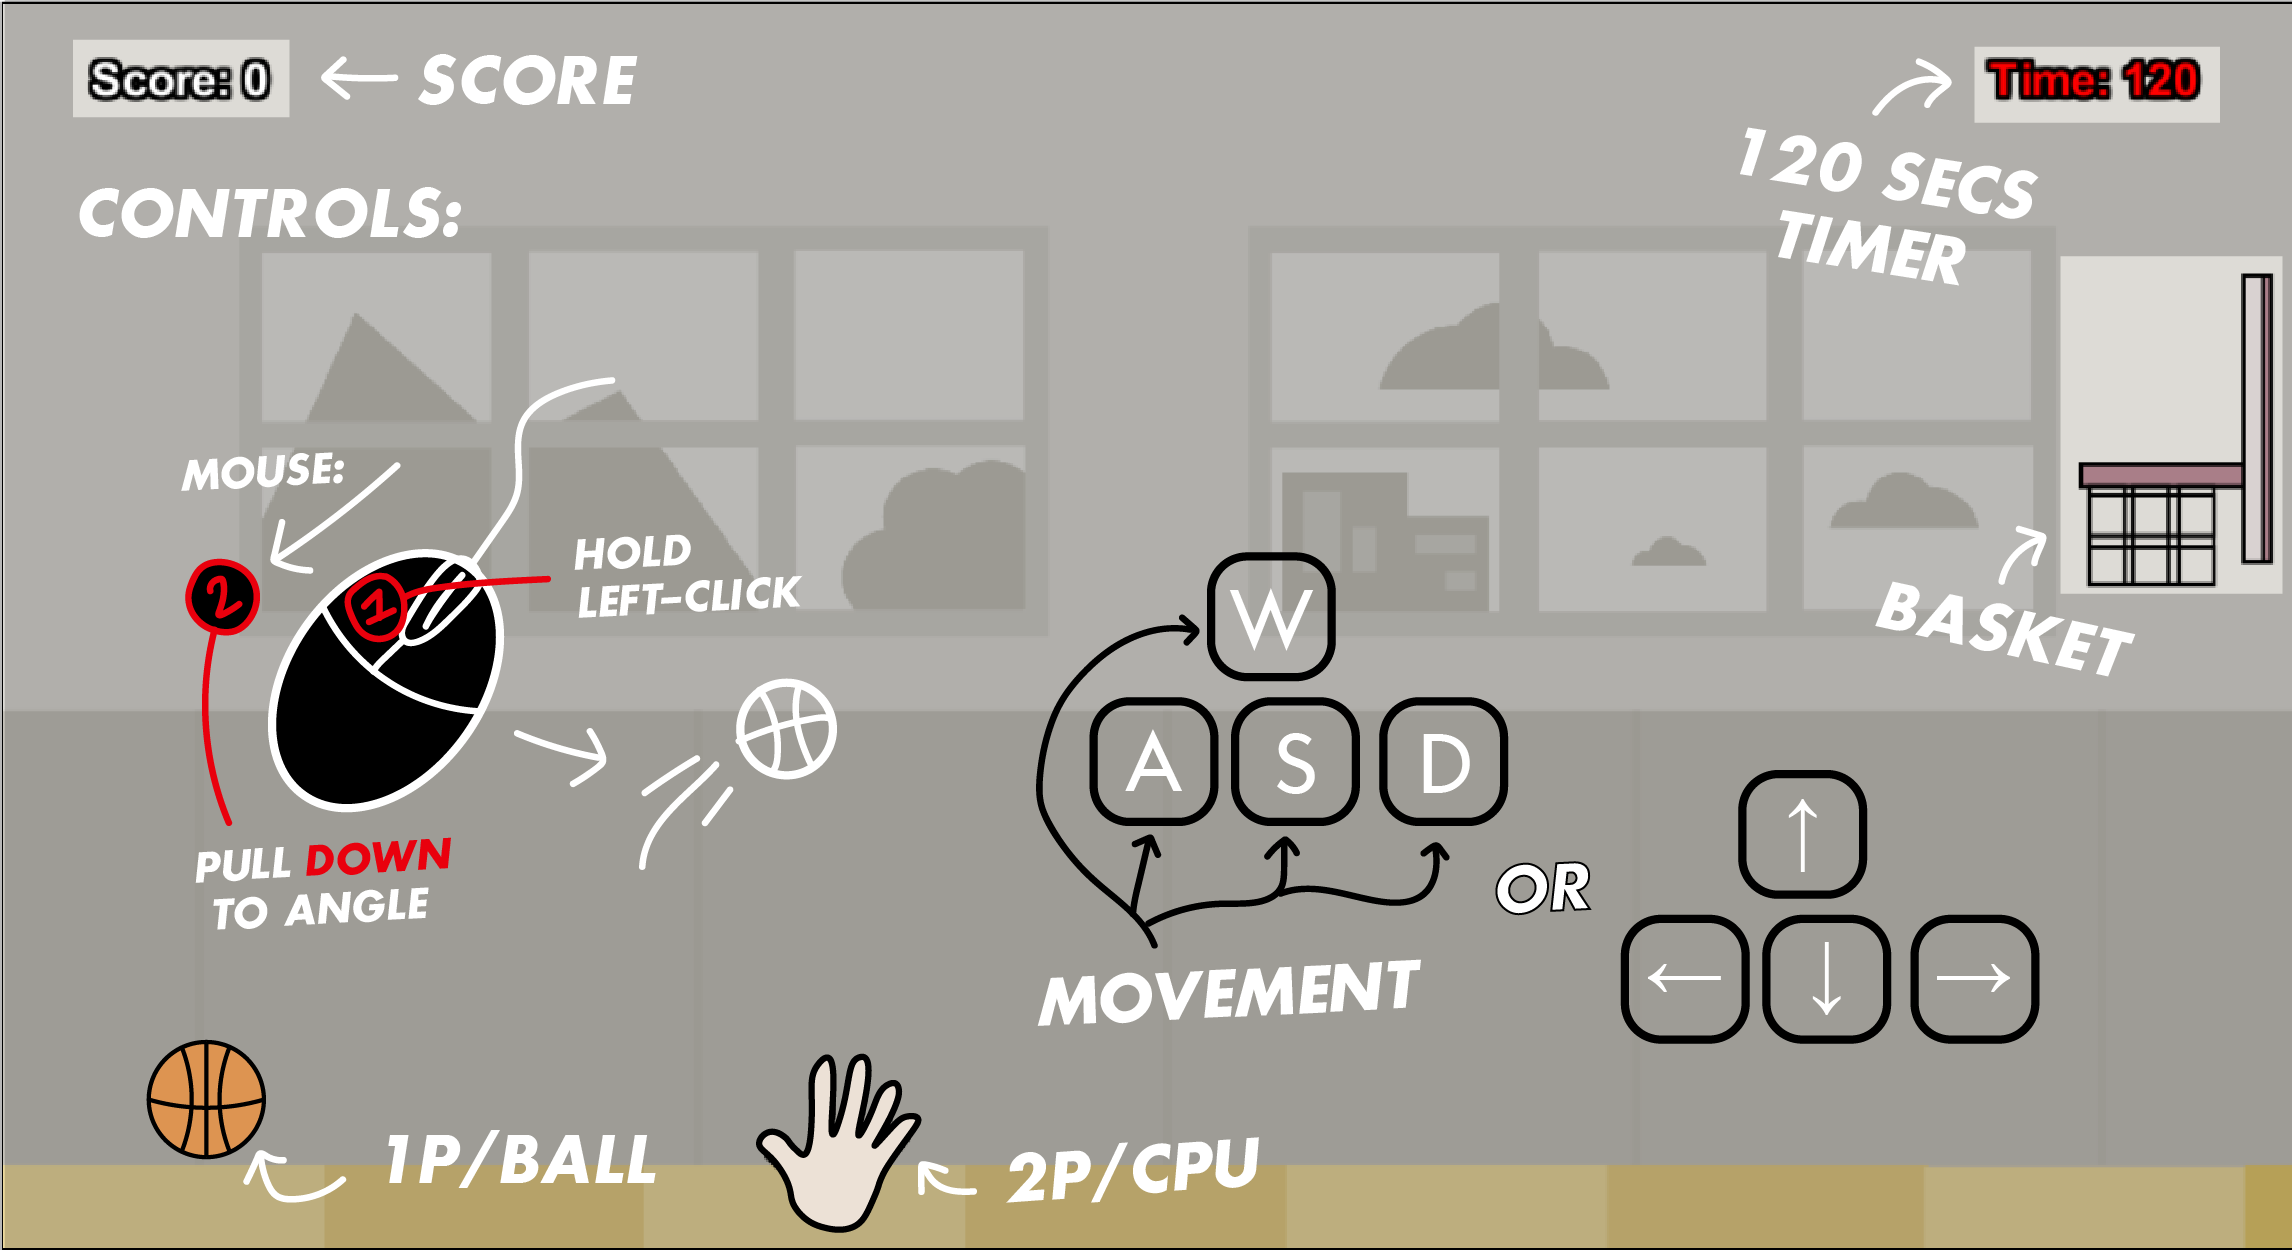 Score: 0
SCORE
Time: 120
120 SECS
TIMER
CONTROLS:
MOUSE:
2
1
HOLD
LEFT-CLICK
PULL DOWN
TO ANGLE
BASKET
W
A S D
OR
↑
← ↓ →
MOVEMENT
1P/BALL
2P/CPU